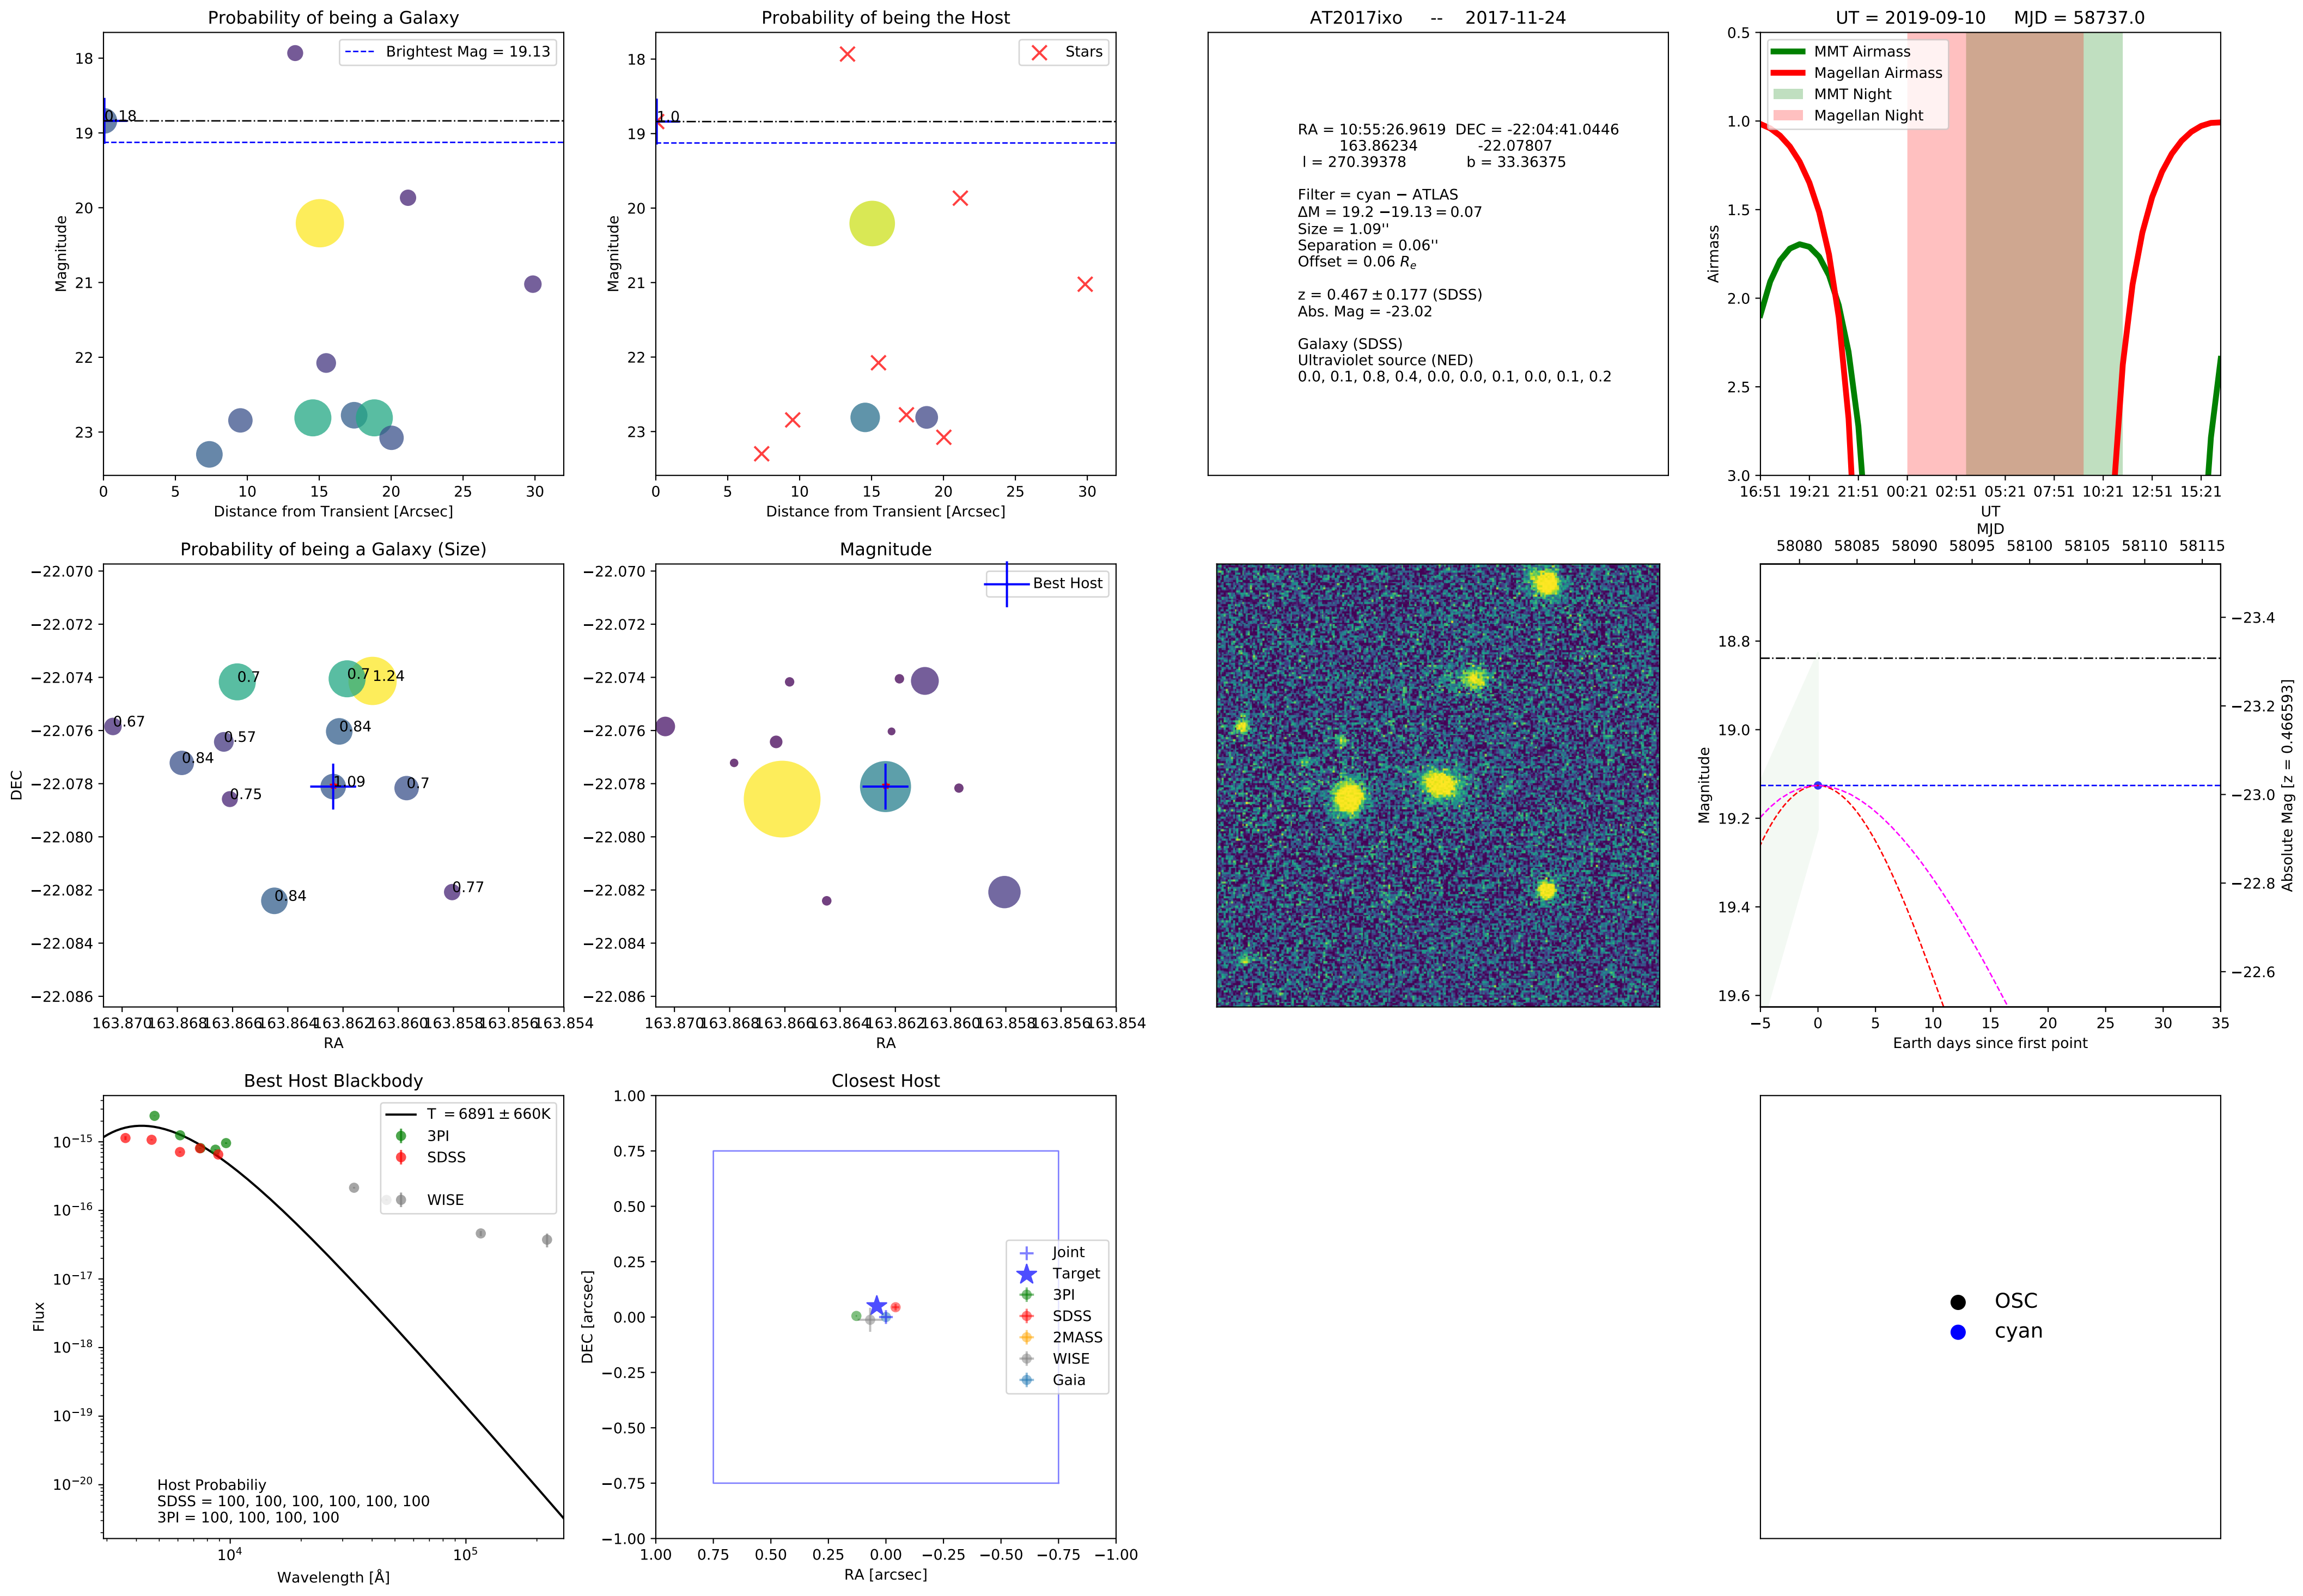 Probability of being a Galaxy
Brightest Mag = 19.13
0.18
18
19
20
21
22
23
Magnitude
0 5 10 15 20 25 30
Distance from Transient [Arcsec]
Probability of being the Host
Stars
1.0
18
19
20
21
22
23
Magnitude
0 5 10 15 20 25 30
Distance from Transient [Arcsec]
AT2017ixo -- 2017-11-24
RA = 10:55:26.9619 DEC = -22:04:41.0446
163.86234 -22.07807
l = 270.39378 b = 33.36375
Filter = cyan − ATLAS
ΔM = 19.2 −19.13 = 0.07
Size = 1.09''
Separation = 0.06''
Offset = 0.06 Re
z = 0.467 ± 0.177 (SDSS)
Abs. Mag = -23.02
Galaxy (SDSS)
Ultraviolet source (NED)
0.0, 0.1, 0.8, 0.4, 0.0, 0.0, 0.1, 0.0, 0.1, 0.2
UT = 2019-09-10 MJD = 58737.0
MMT Airmass
Magellan Airmass
MMT Night
Magellan Night
0.5
1.0
1.5
2.0
2.5
3.0
Airmass
16:51 19:21 21:51 00:21 02:51 05:21 07:51 10:21 12:51 15:21
UT
Probability of being a Galaxy (Size)
−22.070
−22.072
−22.074
−22.076
−22.078
−22.080
−22.082
−22.084
−22.086
DEC
0.7
0.7
1.24
0.67
0.84
0.57
0.84
1.09
0.7
0.75
0.77
0.84
163.870 163.868 163.866 163.864 163.862 163.860 163.858 163.856 163.854
RA
Magnitude
Best Host
−22.070
−22.072
−22.074
−22.076
−22.078
−22.080
−22.082
−22.084
−22.086
163.870 163.868 163.866 163.864 163.862 163.860 163.858 163.856 163.854
RA
MJD
58080 58085 58090 58095 58100 58105 58110 58115
18.8
19.0
19.2
19.4
19.6
Magnitude
−23.4
−23.2
−23.0
−22.8
−22.6
Absolute Mag [z = 0.466593]
−5 0 5 10 15 20 25 30 35
Earth days since first point
Best Host Blackbody
T = 6891 ± 660K
3PI
SDSS
WISE
10−15
10−16
10−17
10−18
10−19
10−20
Flux
Host Probabiliy
SDSS = 100, 100, 100, 100, 100, 100
3PI = 100, 100, 100, 100
104 105
Wavelength [Å]
Closest Host
1.00
0.75
0.50
0.25
0.00
−0.25
−0.50
−0.75
−1.00
DEC [arcsec]
Joint
Target
3PI
SDSS
2MASS
WISE
Gaia
1.00 0.75 0.50 0.25 0.00 −0.25 −0.50 −0.75 −1.00
RA [arcsec]
OSC
cyan